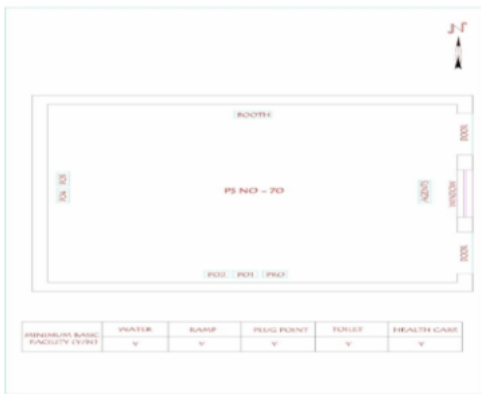 N
BOOTH
DOOR
PS NO - 70
WINDOW
DOOR
PO2 PO1 PRO
MINIMUM BASIC FACILITY (Y/N) WATER RAMP PLUG POINT TOILET HEALTH CARE
Y Y Y Y Y